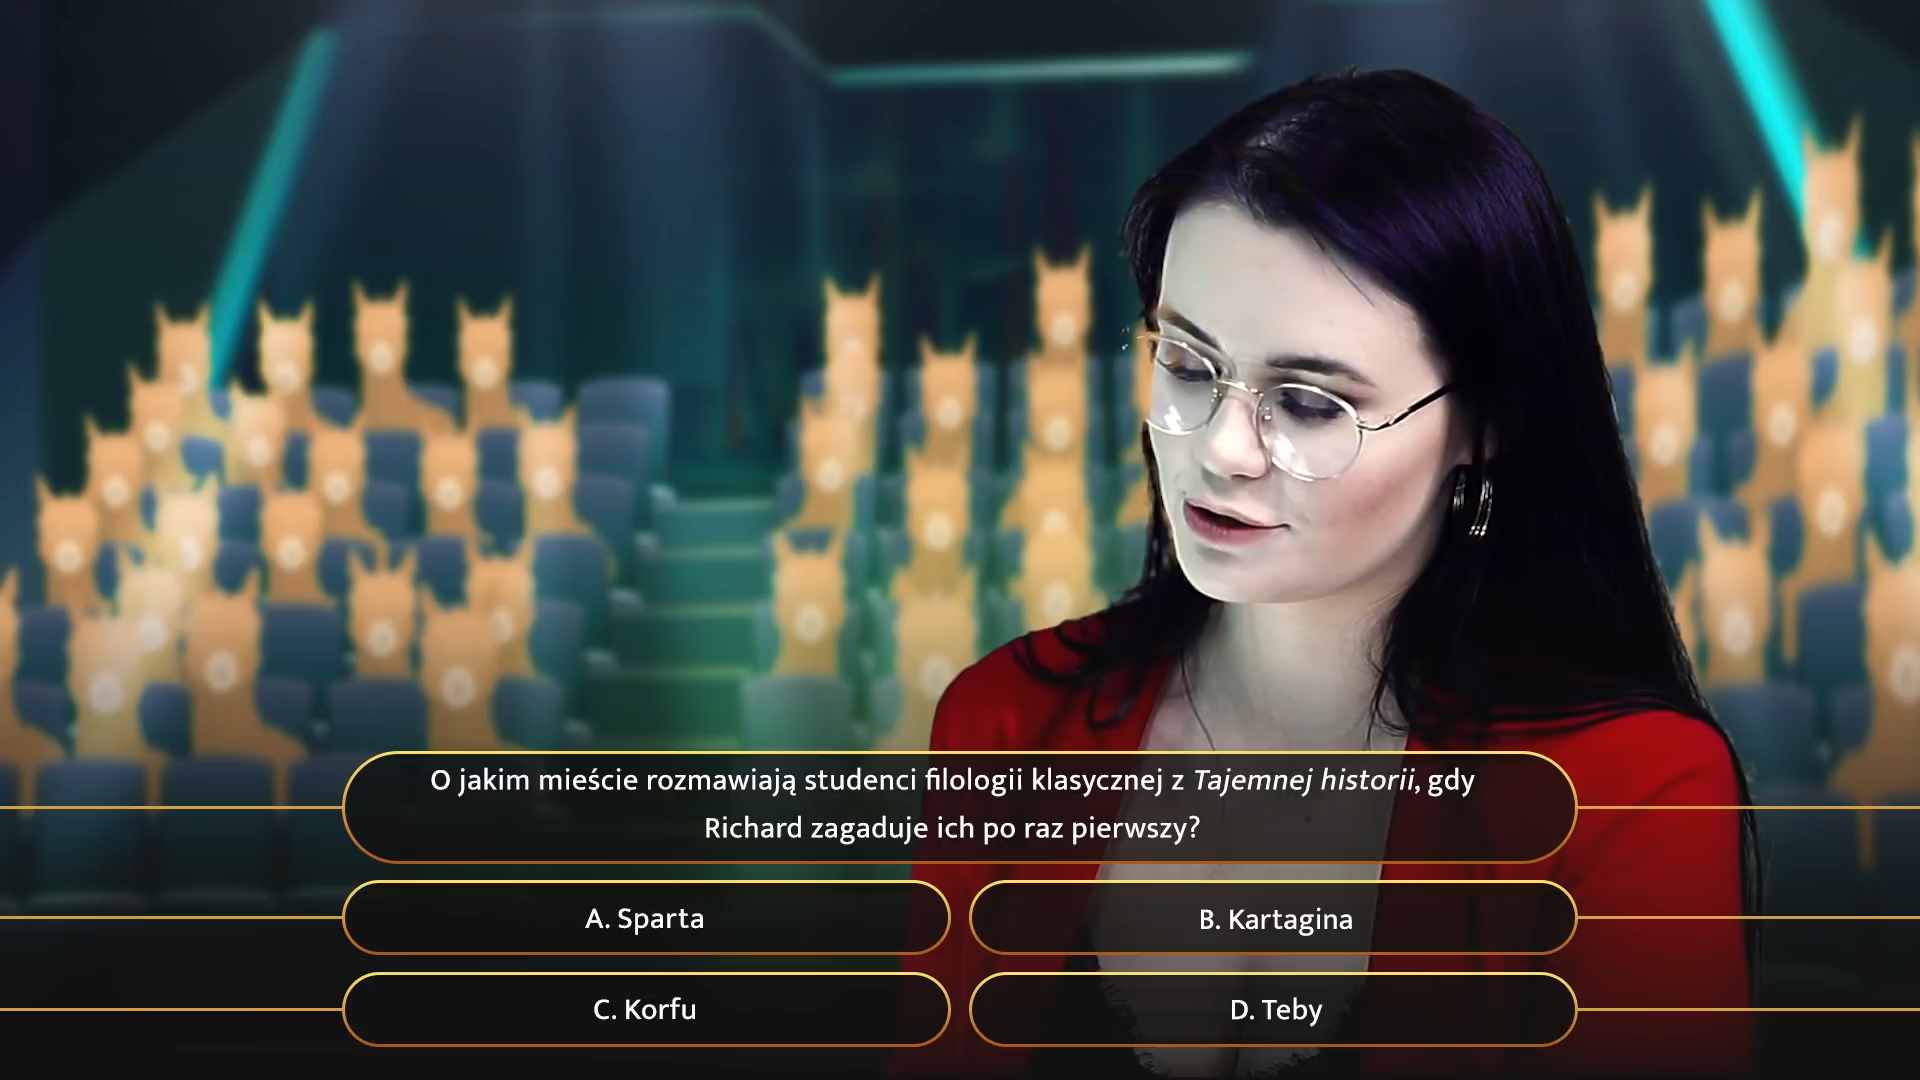 O jakim mieście rozmawiają studenci filologii klasycznej z Tajemnej historii, gdy
Richard zagaduje ich po raz pierwszy?
A. Sparta
B. Kartagina
C. Korfu
D. Teby